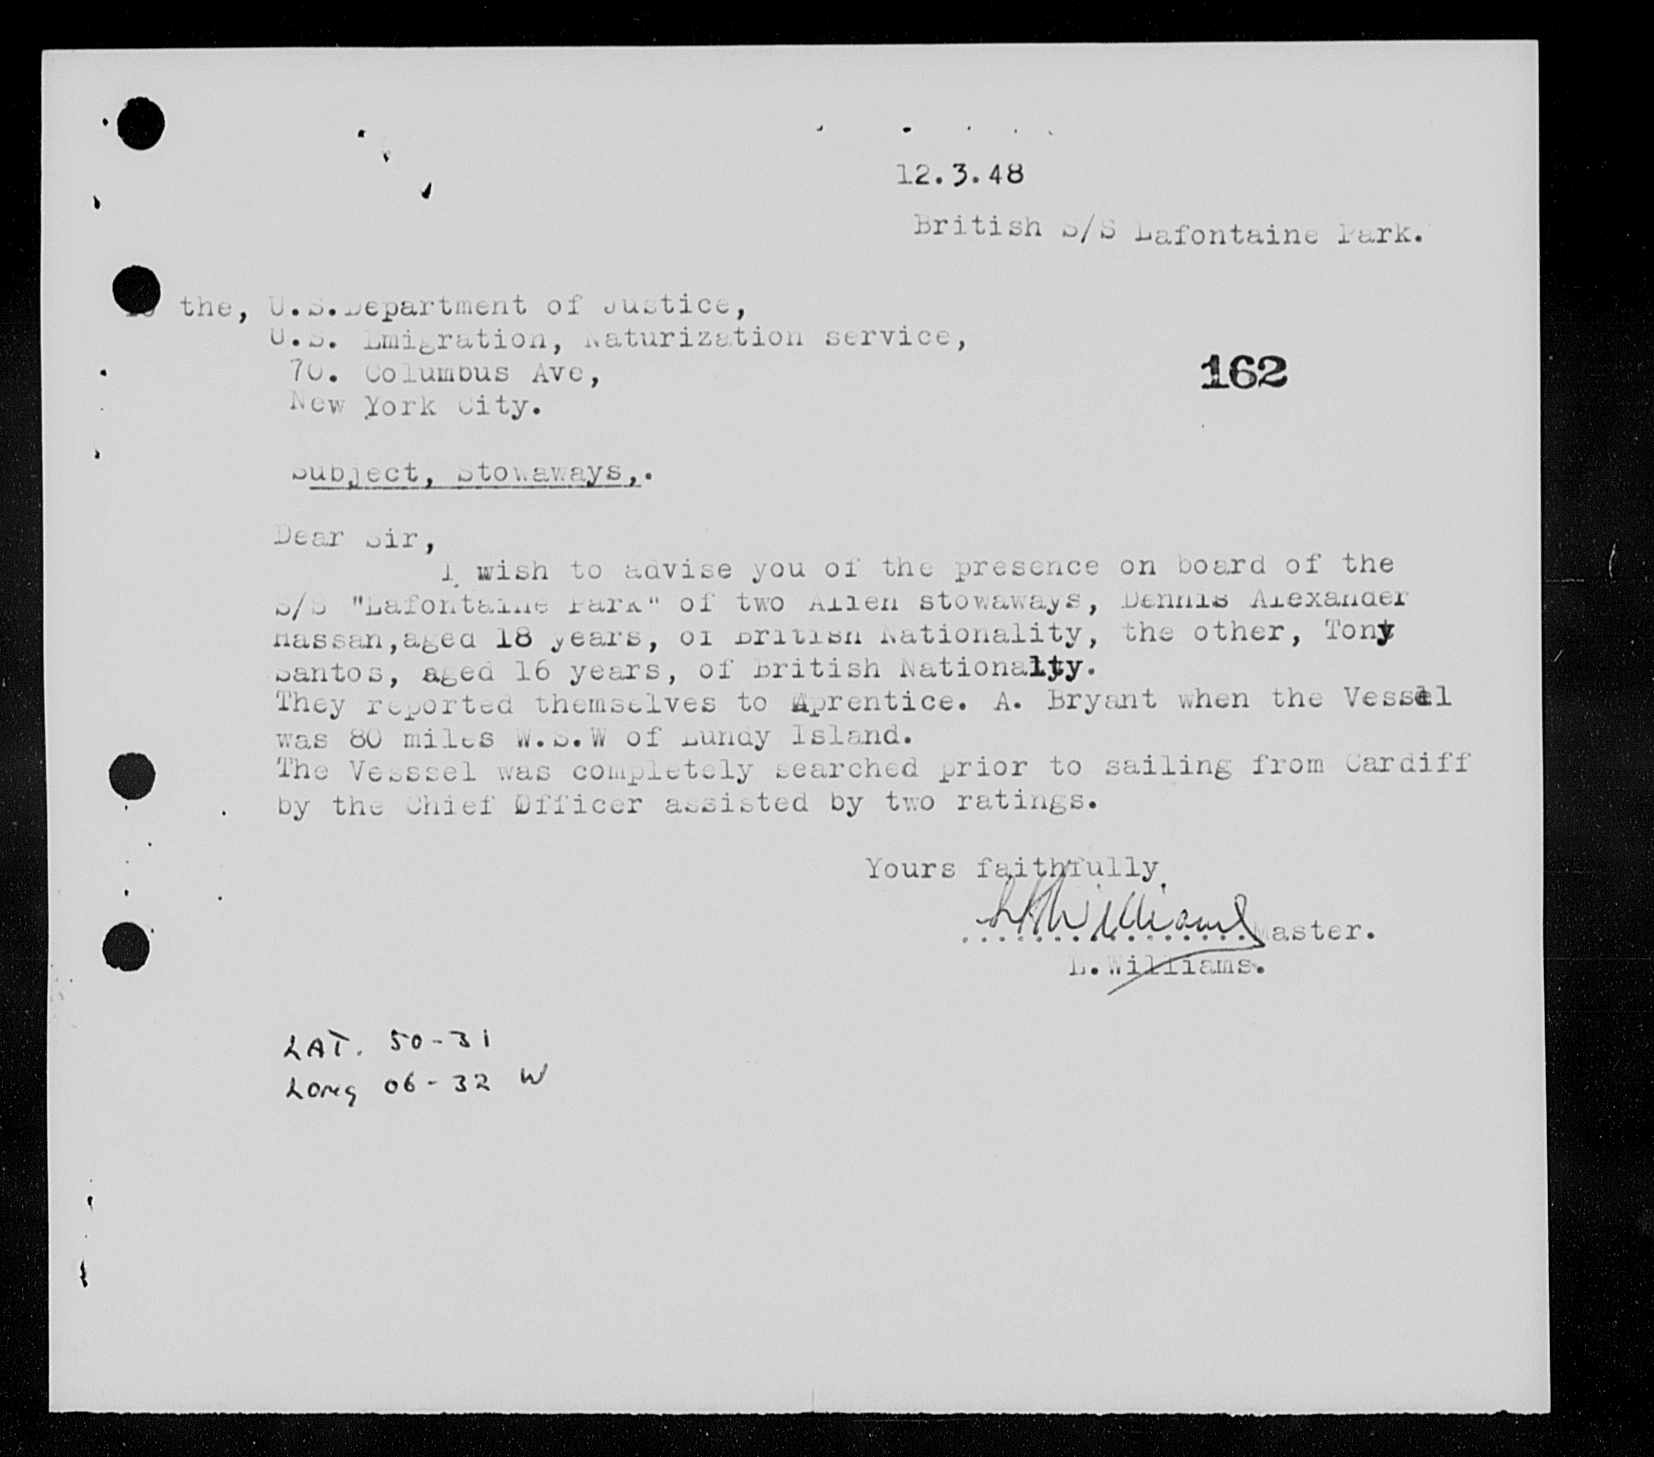 12.3.48
British S/S Lafontaine Park.
To the, U.S.Department of Justice,
U.S. Emigration, Naturization service,
162
70. Columbus Ave,
New York City.
Subject, Stowaways,.
Dear Sir,
I wish to advise you of the presence on board of the
S/S "Lafontaine Park" of two Alien stowaways, Dennis Alexander
Hassan,aged 18 years, of British Nationality, the other, Tony
Santos, aged 16 years, of British Nationalty.
They reported themselves to Aprentice. A. Bryant when the Vessel
was 80 miles W.S.W of Lundy Island.
The Vesssel was completely searched prior to sailing from Cardiff
by the Chief Officer assisted by two ratings.
Yours faithfully,
L Williams
................Master.
L.Williams.
LAT. 50-31
Long 06-32 W